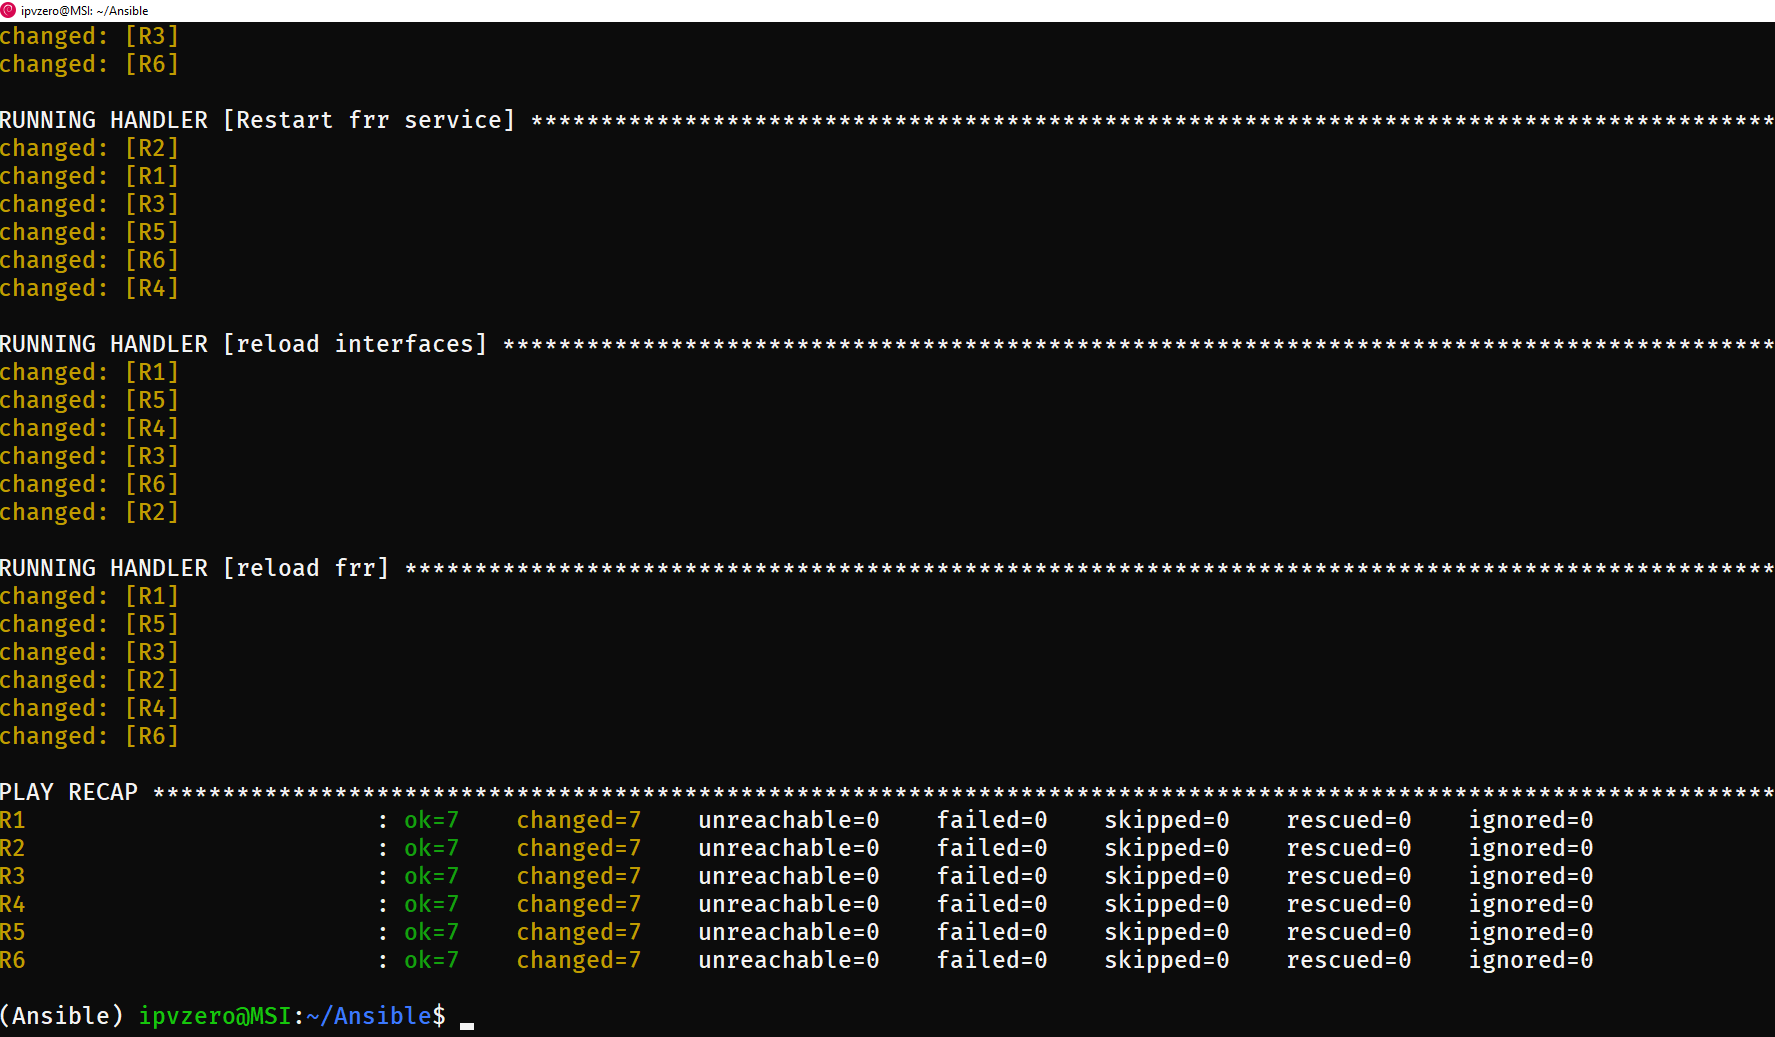 ipvzero@MSI: ~/Ansible
changed: [R3]
changed: [R6]
RUNNING HANDLER [Restart frr service] *****************************************************************************************
changed: [R2]
changed: [R1]
changed: [R3]
changed: [R5]
changed: [R6]
changed: [R4]
RUNNING HANDLER [reload interfaces] *******************************************************************************************
changed: [R1]
changed: [R5]
changed: [R4]
changed: [R3]
changed: [R6]
changed: [R2]
RUNNING HANDLER [reload frr] **************************************************************************************************
changed: [R1]
changed: [R5]
changed: [R3]
changed: [R2]
changed: [R4]
changed: [R6]
PLAY RECAP ********************************************************************************************************************
R1 : ok=7 changed=7 unreachable=0 failed=0 skipped=0 rescued=0 ignored=0
R2 : ok=7 changed=7 unreachable=0 failed=0 skipped=0 rescued=0 ignored=0
R3 : ok=7 changed=7 unreachable=0 failed=0 skipped=0 rescued=0 ignored=0
R4 : ok=7 changed=7 unreachable=0 failed=0 skipped=0 rescued=0 ignored=0
R5 : ok=7 changed=7 unreachable=0 failed=0 skipped=0 rescued=0 ignored=0
R6 : ok=7 changed=7 unreachable=0 failed=0 skipped=0 rescued=0 ignored=0
(Ansible) ipvzero@MSI:~/Ansible$